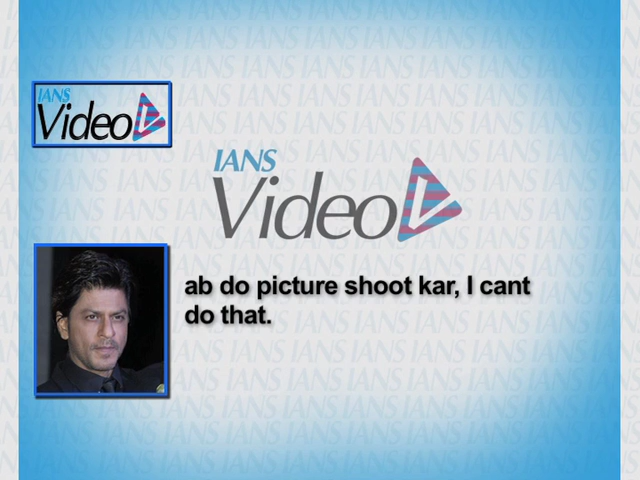 IANS
Video
IANS
Video
ab do picture shoot kar, I cant
do that.